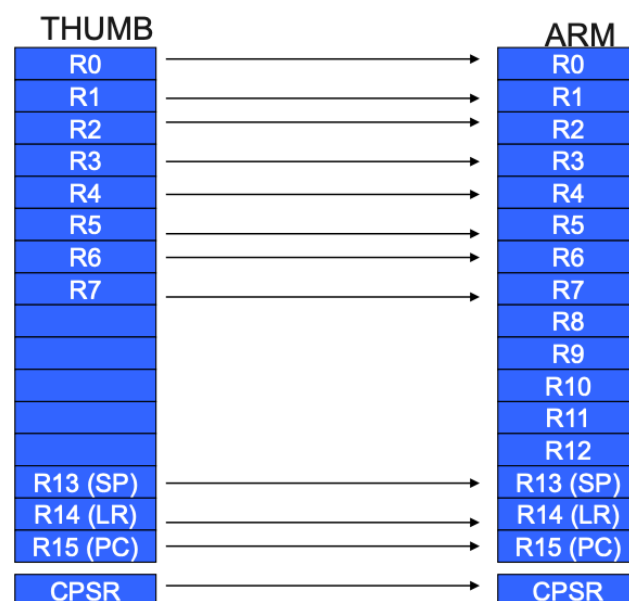 THUMB
R0
R1
R2
R3
R4
R5
R6
R7
R13 (SP)
R14 (LR)
R15 (PC)
CPSR
ARM
R0
R1
R2
R3
R4
R5
R6
R7
R8
R9
R10
R11
R12
R13 (SP)
R14 (LR)
R15 (PC)
CPSR